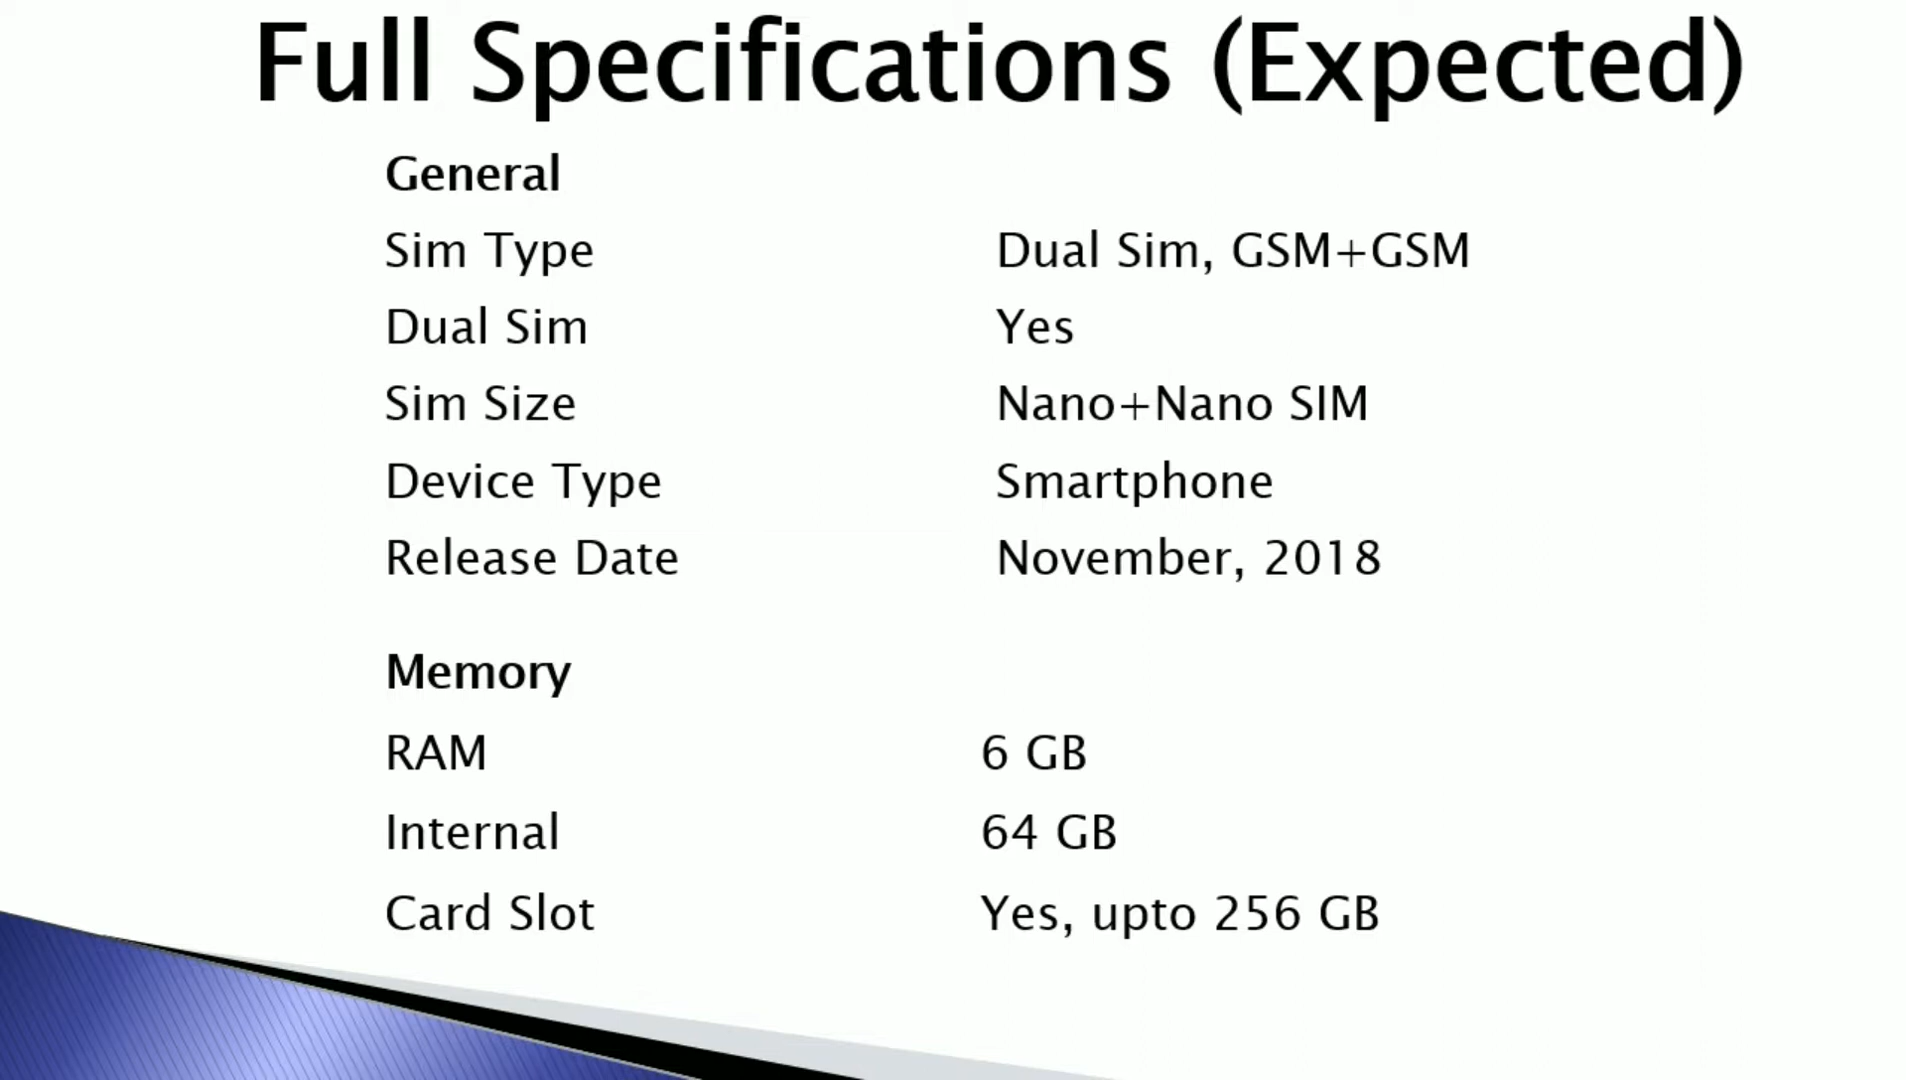 Full Specifications (Expected)
General
Sim Type Dual Sim, GSM+GSM
Dual Sim Yes
Sim Size Nano+Nano SIM
Device Type Smartphone
Release Date November, 2018
Memory
RAM 6 GB
Internal 64 GB
Card Slot Yes, upto 256 GB